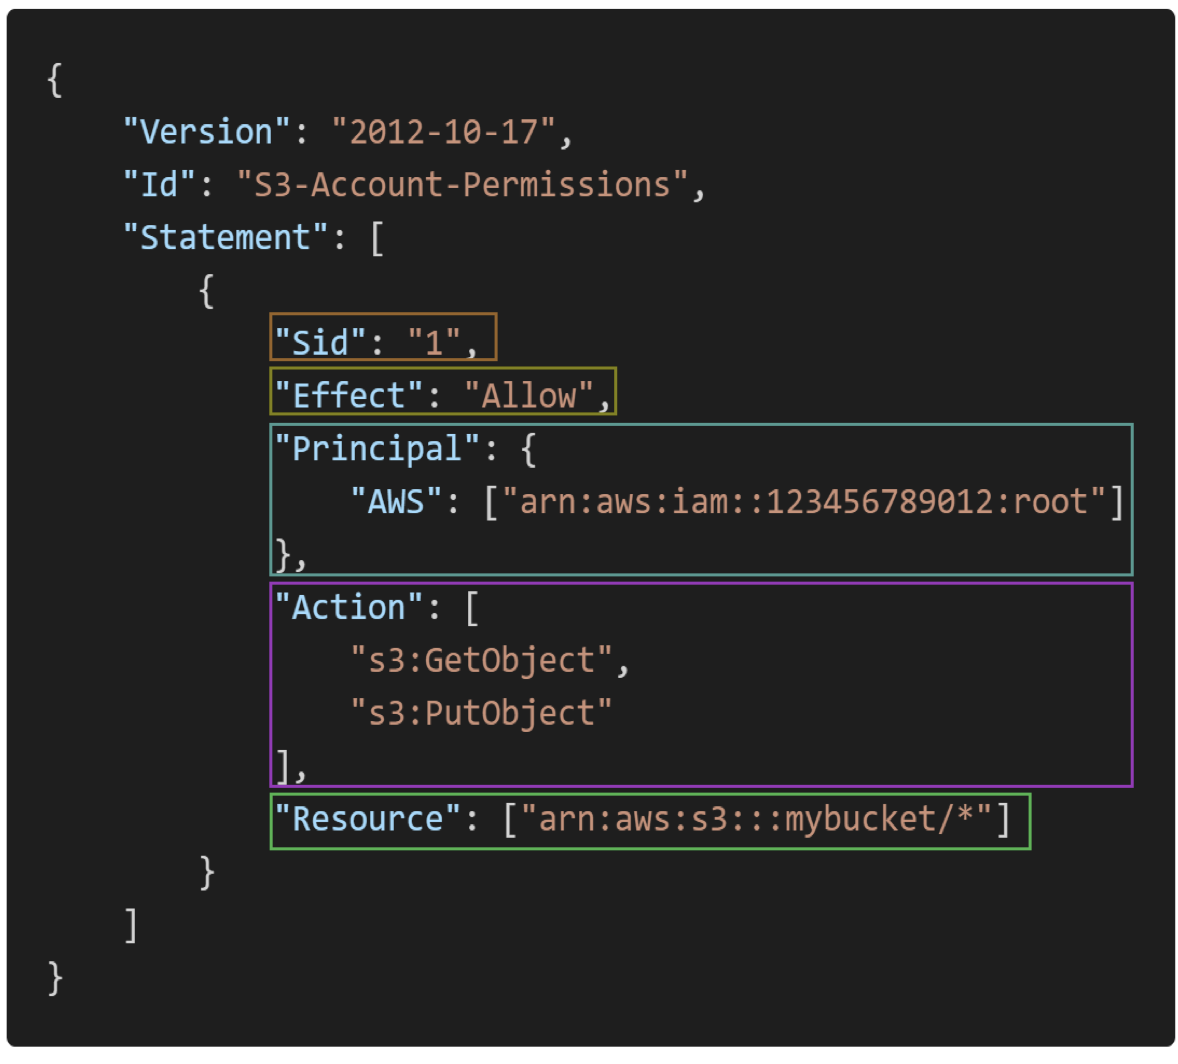 {
    "Version": "2012-10-17",
    "Id": "S3-Account-Permissions",
    "Statement": [
        {
            "Sid": "1",
            "Effect": "Allow",
            "Principal": {
                "AWS": ["arn:aws:iam::123456789012:root"]
            },
            "Action": [
                "s3:GetObject",
                "s3:PutObject"
            ],
            "Resource": ["arn:aws:s3:::mybucket/*"]
        }
    ]
}